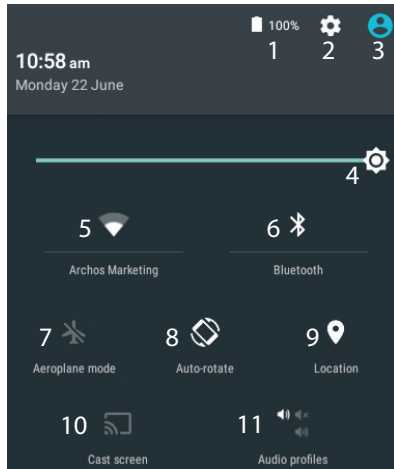 100%
1 2 3
10:58 am
Monday 22 June
4
5 6
Archos Marketing Bluetooth
7 8 9
Aeroplane mode Auto-rotate Location
10 11
Cast screen Audio profiles